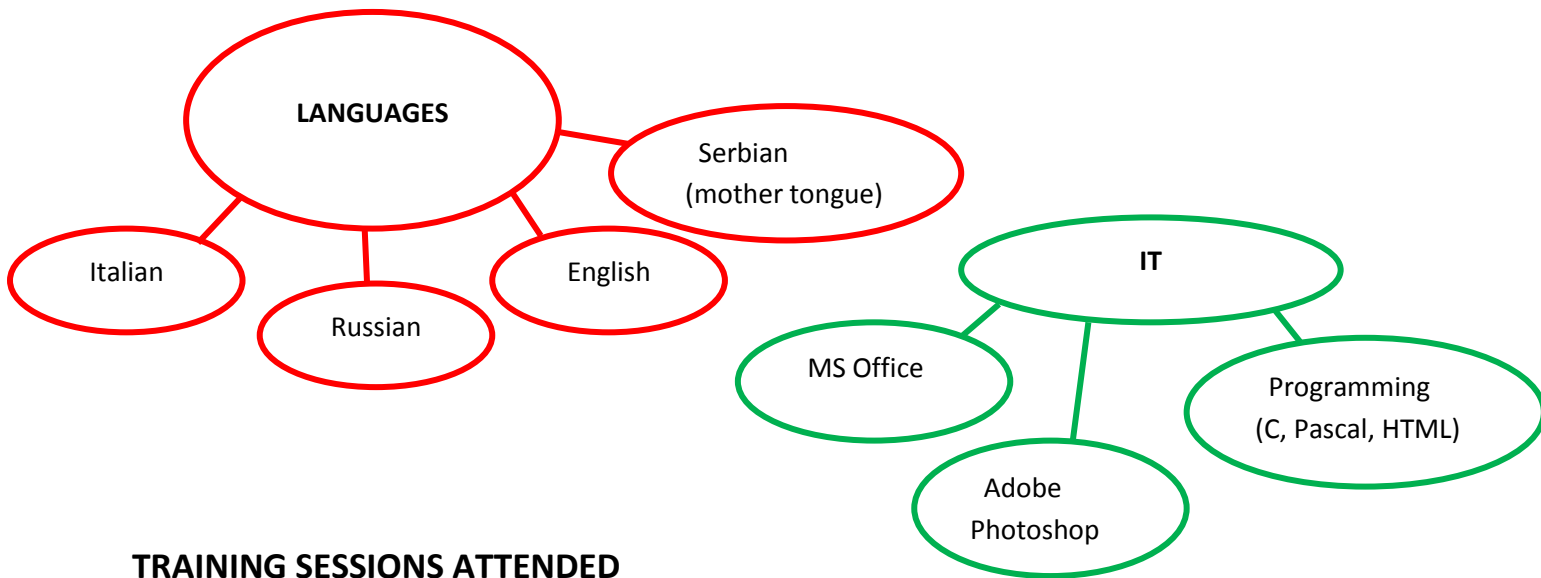 LANGUAGES
Serbian
(mother tongue)
Italian
Russian
English
IT
MS Office
Adobe
Photoshop
Programming
(C, Pascal, HTML)
TRAINING SESSIONS ATTENDED